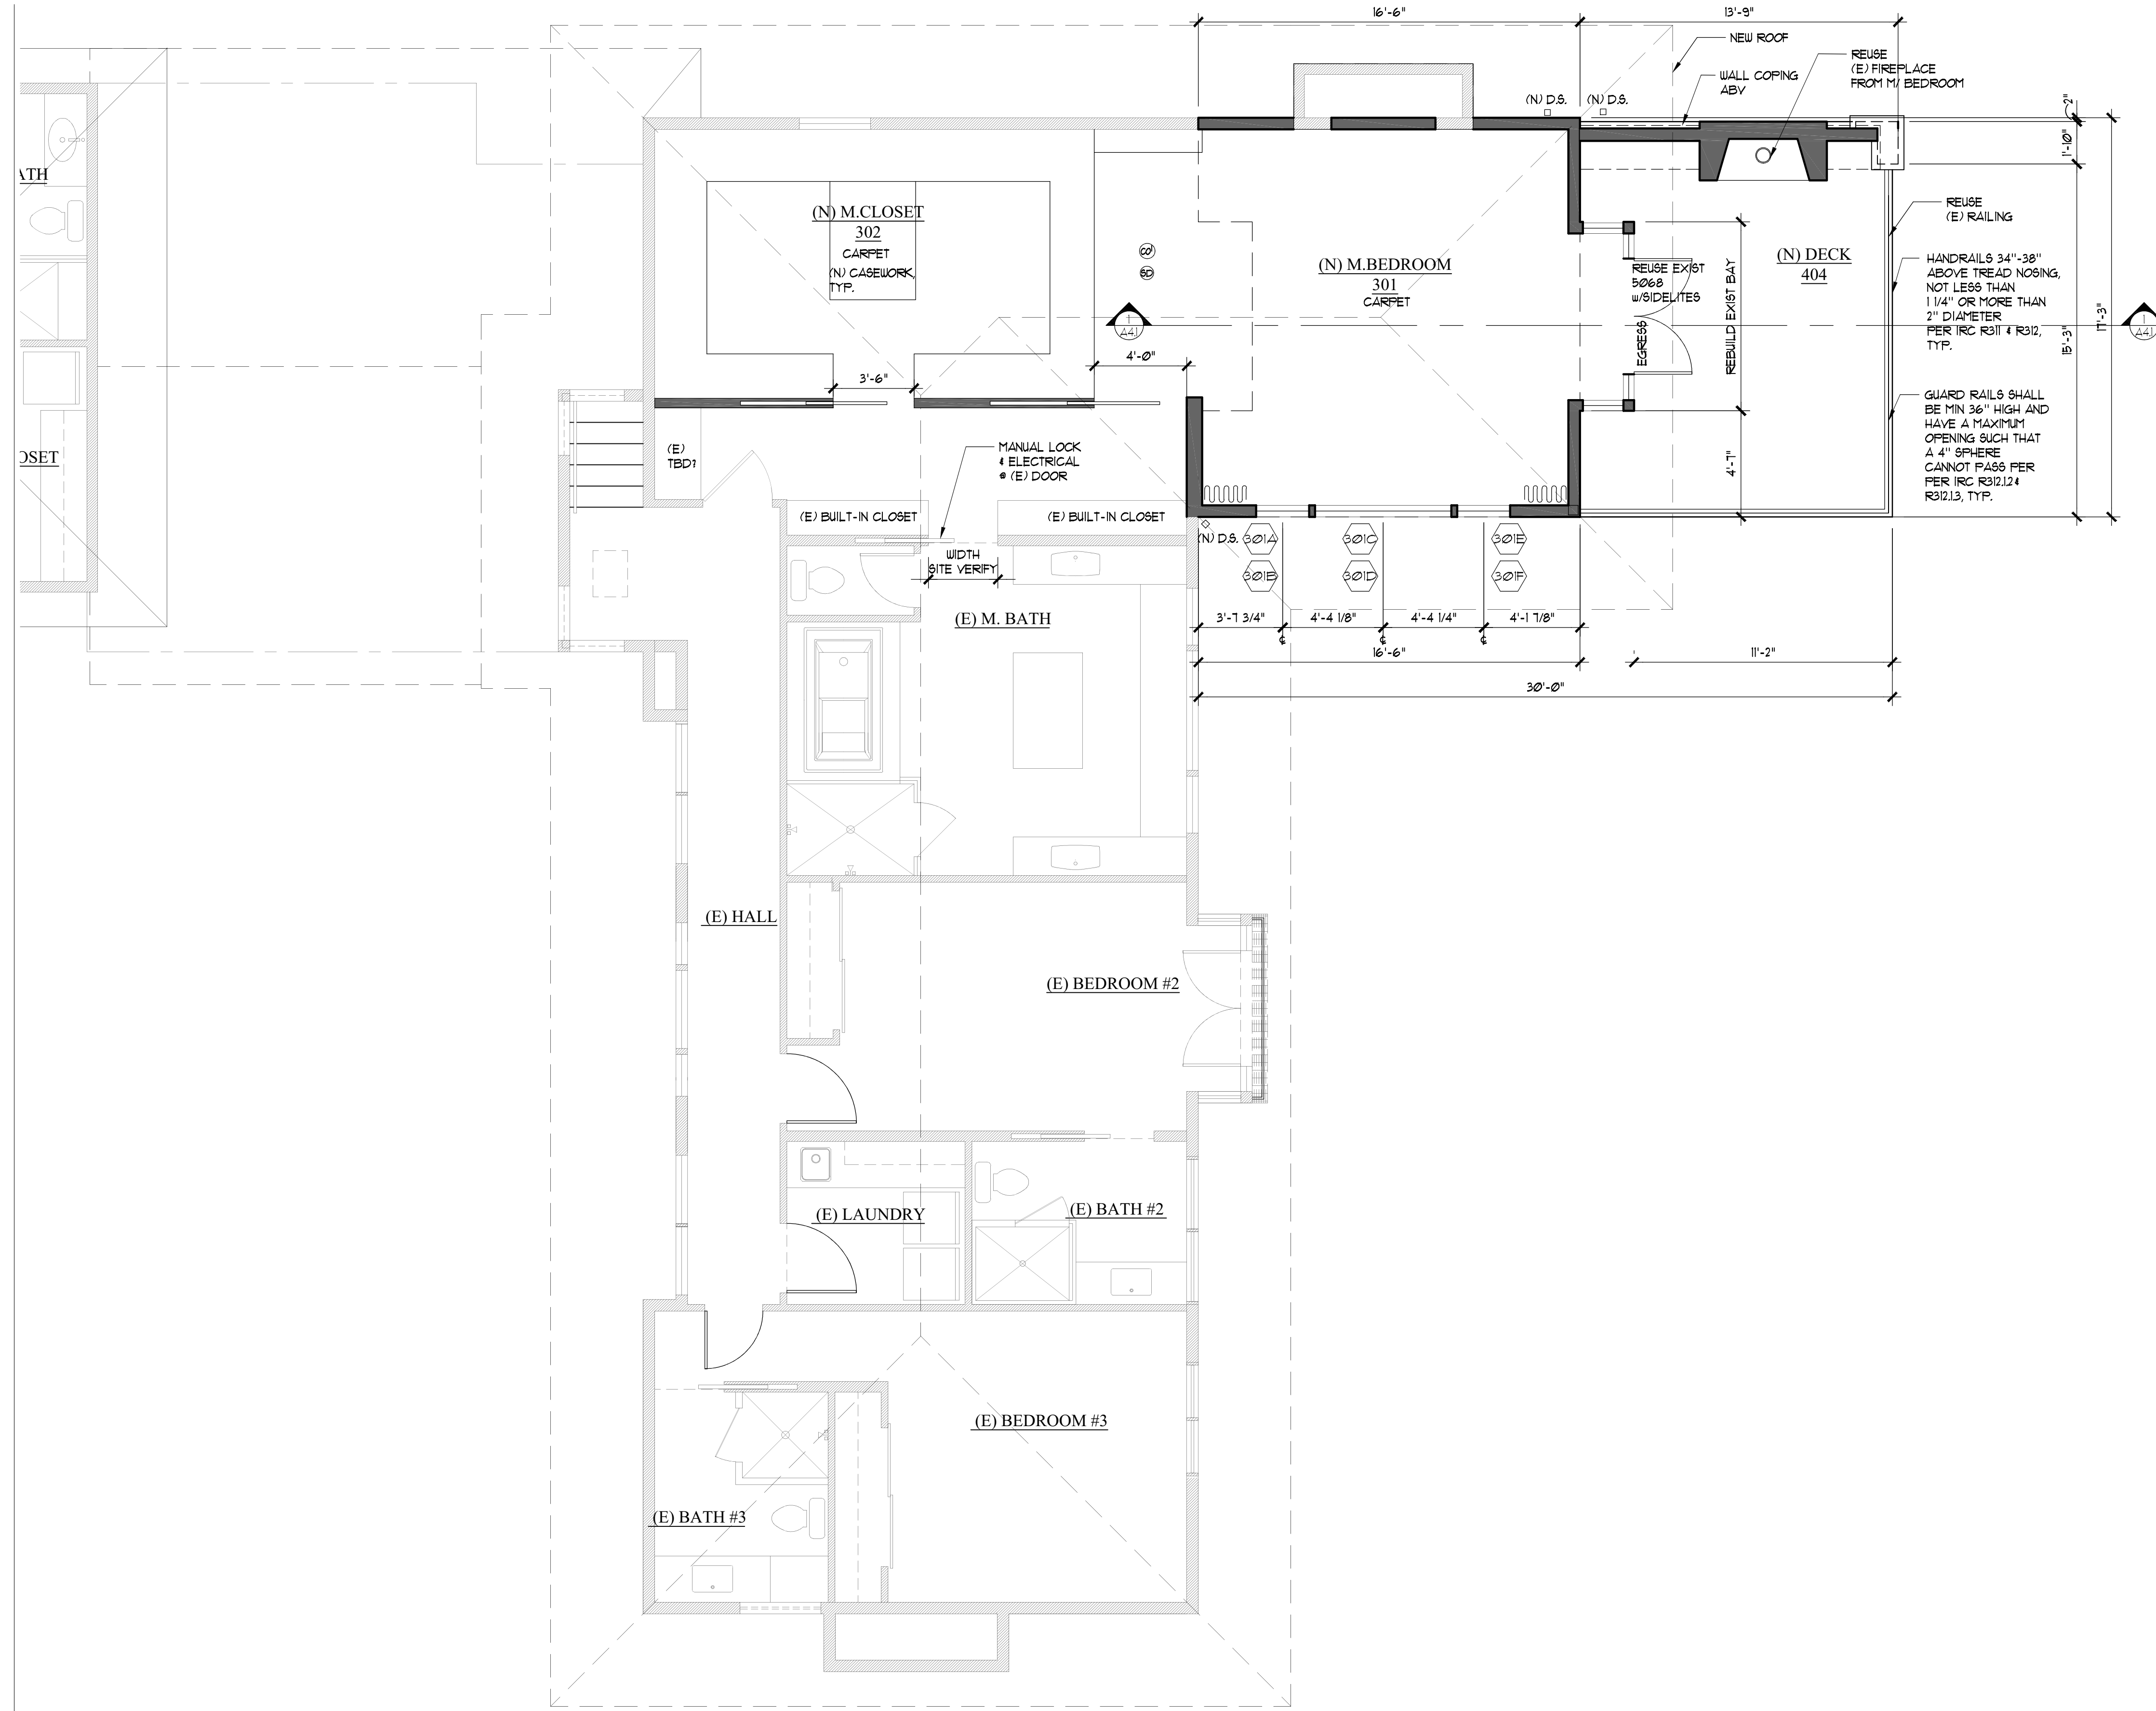 16'-6"
13'-9"
NEW ROOF
WALL COPING
ABV
REUSE
(E) FIREPLACE
FROM M/ BEDROOM
(N) D.S.
(N) D.S.
2"
1'-10"
17'-3"
15'-3"
ATH
(N) M.CLOSET
302
CARPET
(N) CASEWORK,
TYP.
CO
SD
1
A4.1
(N) M.BEDROOM
301
CARPET
REUSE EXIST
5068
w/SIDELITES
EGRESS
REBUILD EXIST BAY
(N) DECK
404
REUSE
(E) RAILING
HANDRAILS 34"-38"
ABOVE TREAD NOSING,
NOT LESS THAN
1 1/4" OR MORE THAN
2" DIAMETER
PER IRC R311 & R312,
TYP.
1
A4.1
3'-6"
4'-0"
4'-7"
GUARD RAILS SHALL
BE MIN 36" HIGH AND
HAVE A MAXIMUM
OPENING SUCH THAT
A 4" SPHERE
CANNOT PASS PER
PER IRC R312.1.2 &
R312.1.3, TYP.
OSET
(E)
TBD?
MANUAL LOCK
& ELECTRICAL
@ (E) DOOR
(E) BUILT-IN CLOSET
(E) BUILT-IN CLOSET
WIDTH
SITE VERIFY
(N) D.S.
301A
301C
301E
301B
301D
301F
(E) M. BATH
3'-7 3/4"
4'-4 1/8"
4'-4 1/4"
4'-1 7/8"
16'-6"
11'-2"
30'-0"
(E) HALL
(E) BEDROOM #2
(E) LAUNDRY
(E) BATH #2
(E) BEDROOM #3
(E) BATH #3